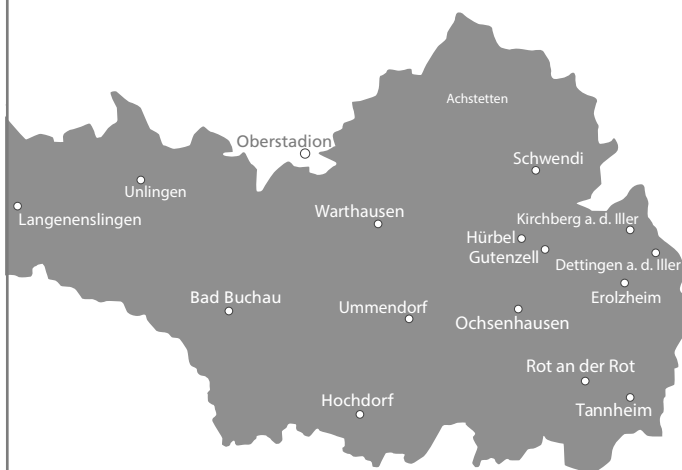 Achstetten
Oberstadion
Schwendi
Unlingen
Langenenslingen
Warthausen
Kirchberg a. d. Iller
Hürbel
Gutenzell
Dettingen a. d. Iller
Erolzheim
Bad Buchau
Ummendorf
Ochsenhausen
Rot an der Rot
Hochdorf
Tannheim